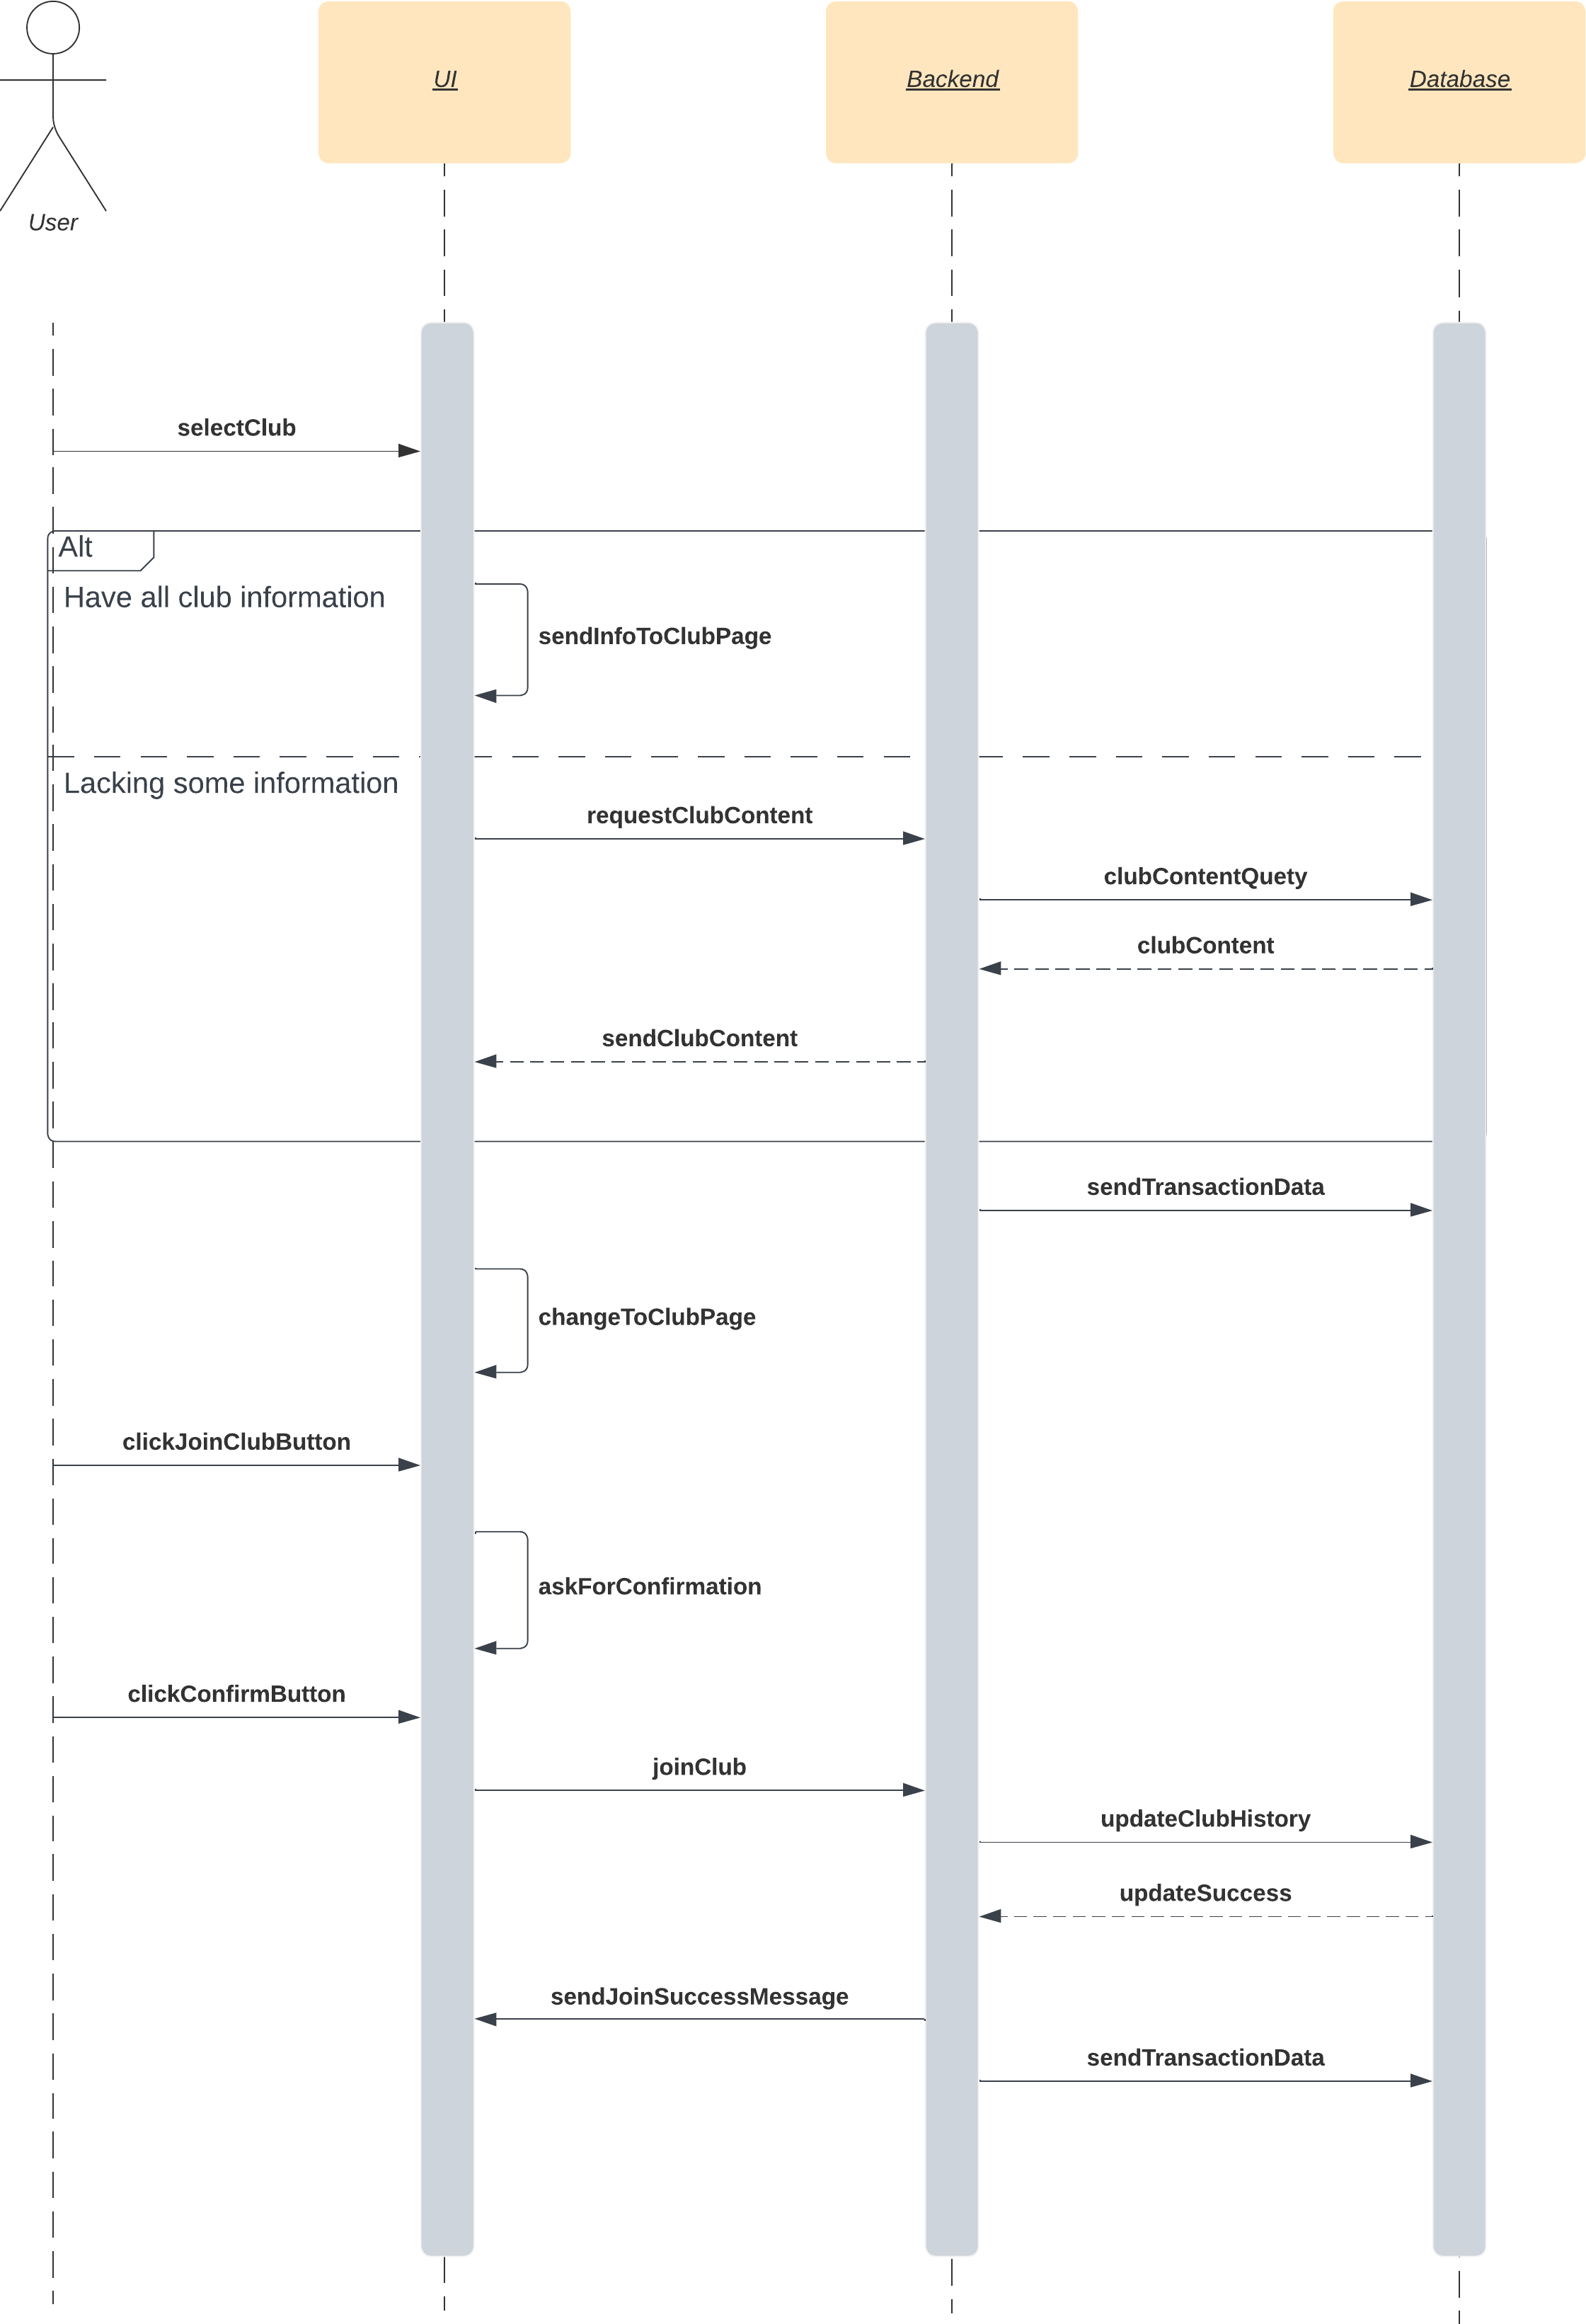 UI
Backend
Database
User
selectClub
Alt
Have all club information
sendInfoToClubPage
Lacking some information
requestClubContent
clubContentQuety
clubContent
sendClubContent
sendTransactionData
changeToClubPage
clickJoinClubButton
askForConfirmation
clickConfirmButton
joinClub
updateClubHistory
updateSuccess
sendJoinSuccessMessage
sendTransactionData